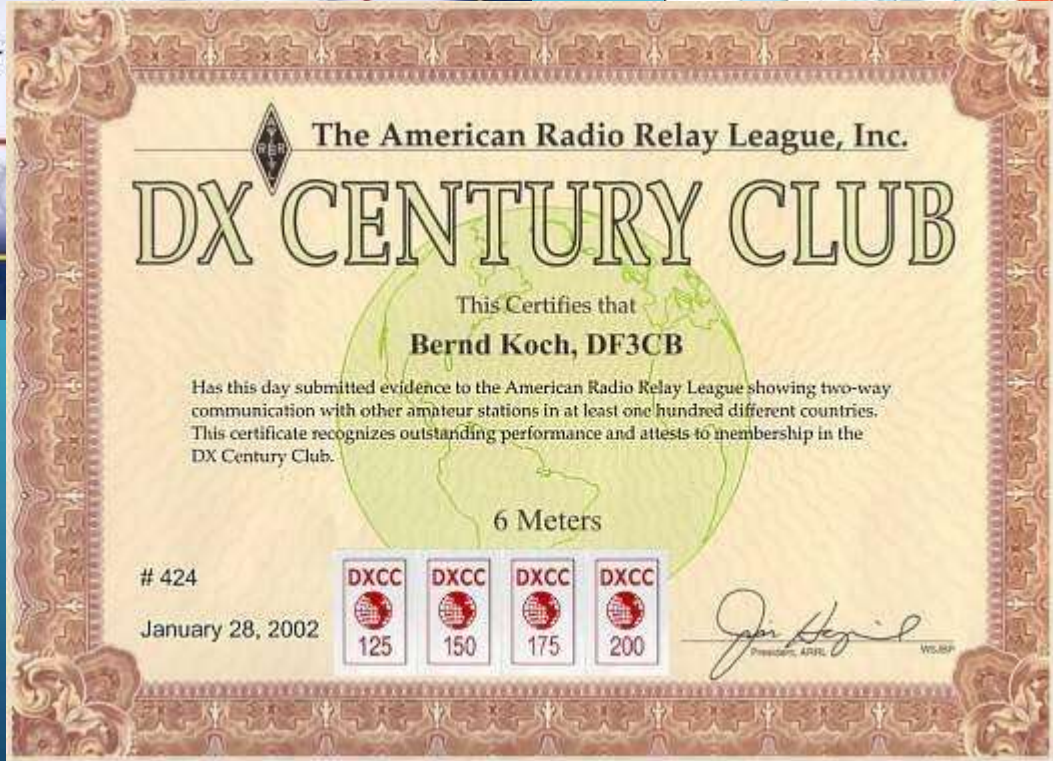 The American Radio Relay League, Inc.
DX CENTURY CLUB
This Certifies that
Bernd Koch, DF3CB
Has this day submitted evidence to the American Radio Relay League showing two-way
communication with other amateur stations in at least one hundred different countries.
This certificate recognizes outstanding performance and attests to membership in the
DX Century Club.
6 Meters
# 424
January 28, 2002
DXCC DXCC DXCC DXCC
125 150 175 200
President, ARRL W5JBP